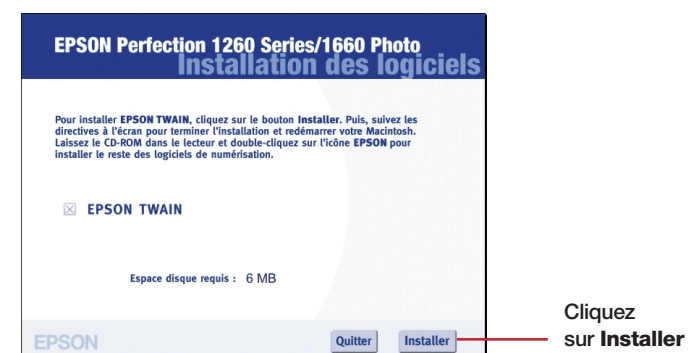 EPSON Perfection 1260 Series/1660 Photo
Installation des logiciels
Pour installer EPSON TWAIN, cliquez sur le bouton Installer. Puis, suivez les
directives à l'écran pour terminer l'installation et redémarrer votre Macintosh.
Laissez le CD-ROM dans le lecteur et double-cliquez sur l'icône EPSON pour
installer le reste des logiciels de numérisation.
EPSON TWAIN
Espace disque requis : 6 MB
EPSON
Quitter
Installer
Cliquez
sur Installer